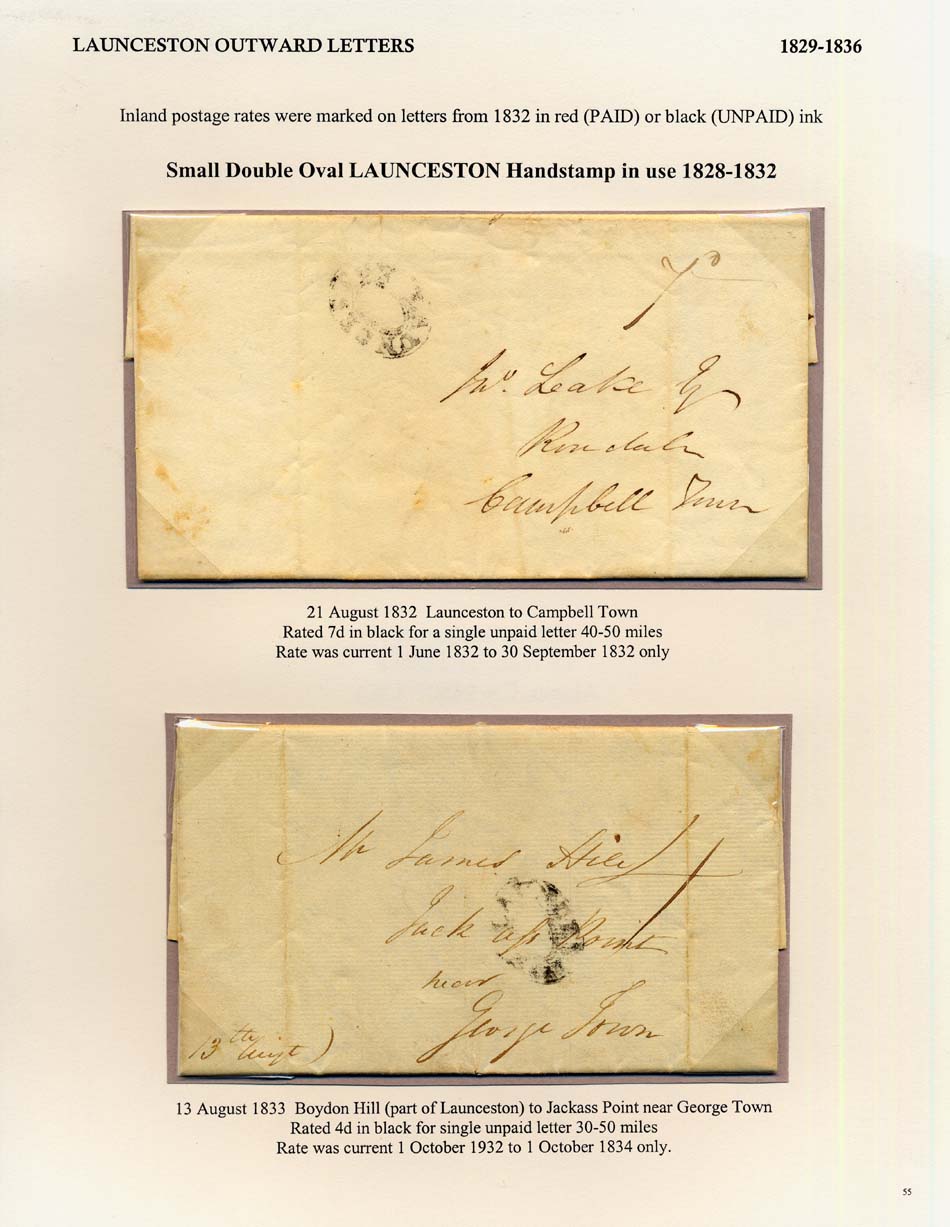 LAUNCESTON OUTWARD LETTERS 1829-1836
Inland postage rates were marked on letters from 1832 in red (PAID) or black (UNPAID) ink
Small Double Oval LAUNCESTON Handstamp in use 1828-1832
LAUNCESTON
7d
Jno. Leake Eq
Campbell Town
21 August 1832 Launceston to Campbell Town
Rated 7d in black for a single unpaid letter 40-50 miles
Rate was current 1 June 1832 to 30 September 1832 only
4
Mr James Hill
Jack ass Point
near
George Town
13th Augt)
13 August 1833 Boydon Hill (part of Launceston) to Jackass Point near George Town
Rated 4d in black for single unpaid letter 30-50 miles
Rate was current 1 October 1932 to 1 October 1834 only.
55